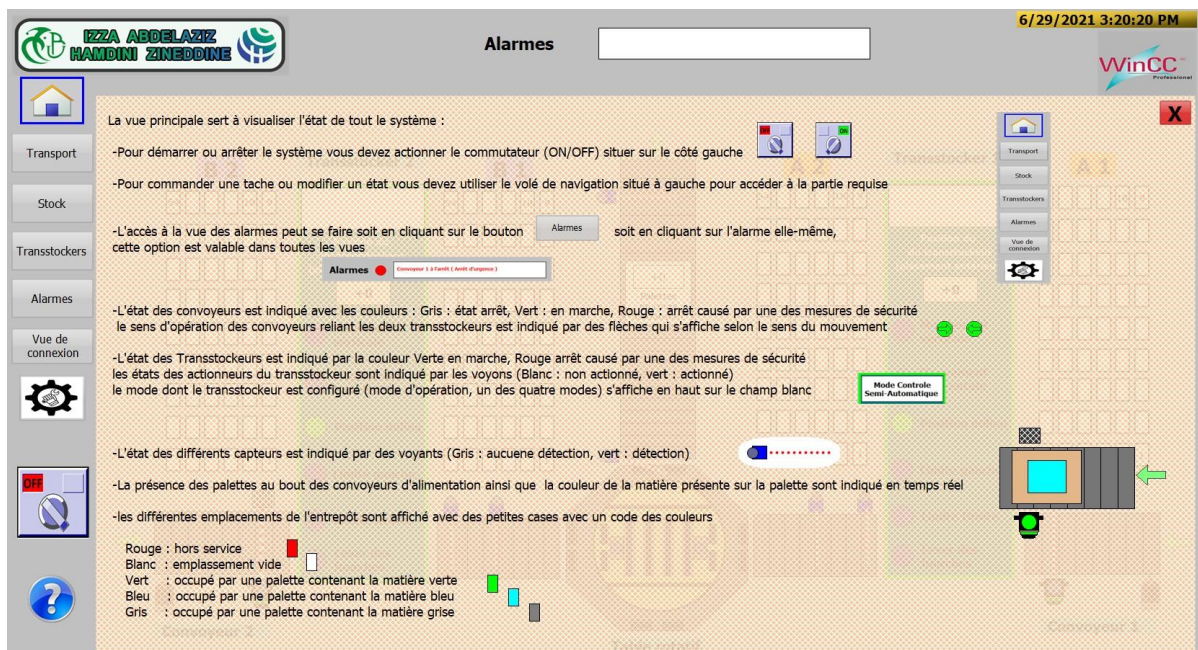 6/29/2021 3:20:20 PM
IZZA ABDELAZIZ
HAMDINI ZINEDDINE
Alarmes
WinCC
Professional
X
Transport
Stock
Transstockers
Alarmes
Vue de
connexion
OFF
La vue principale sert à visualiser l'état de tout le système :
-Pour démarrer ou arrêter le système vous devez actionner le commutateur (ON/OFF) situer sur le côté gauche
OFF
ON
-Pour commander une tache ou modifier un état vous devez utiliser le volé de navigation situé à gauche pour accéder à la partie requise
-L'accès à la vue des alarmes peut se faire soit en cliquant sur le bouton Alarmes soit en cliquant sur l'alarme elle-même,
cette option est valable dans toutes les vues
Alarmes Convoyeur 1 à l'arrêt ( Arrêt d'urgence )
-L'état des convoyeurs est indiqué avec les couleurs : Gris : état arrêt, Vert : en marche, Rouge : arrêt causé par une des mesures de sécurité
le sens d'opération des convoyeurs reliant les deux transstockeurs est indiqué par des flèches qui s'affiche selon le sens du mouvement
-L'état des Transstockeurs est indiqué par la couleur Verte en marche, Rouge arrêt causé par une des mesures de sécurité
les états des actionneurs du transstockeur sont indiqué par les voyons (Blanc : non actionné, vert : actionné)
le mode dont le transstockeur est configuré (mode d'opération, un des quatre modes) s'affiche en haut sur le champ blanc
Mode Controle
Semi-Automatique
-L'état des différents capteurs est indiqué par des voyants (Gris : aucuene détection, vert : détection)
-La présence des palettes au bout des convoyeurs d'alimentation ainsi que la couleur de la matière présente sur la palette sont indiqué en temps réel
-les différentes emplacements de l'entrepôt sont affiché avec des petites cases avec un code des couleurs
Rouge : hors service
Blanc : emplassement vide
Vert : occupé par une palette contenant la matière verte
Bleu : occupé par une palette contenant la matière bleu
Gris : occupé par une palette contenant la matière grise
Transport
Stock
Transstockers
Alarmes
Vue de
connexion
Transstocker
B 2
A 2
A 1
Convoyeur 2
Table rotatif
Convoyeur 1